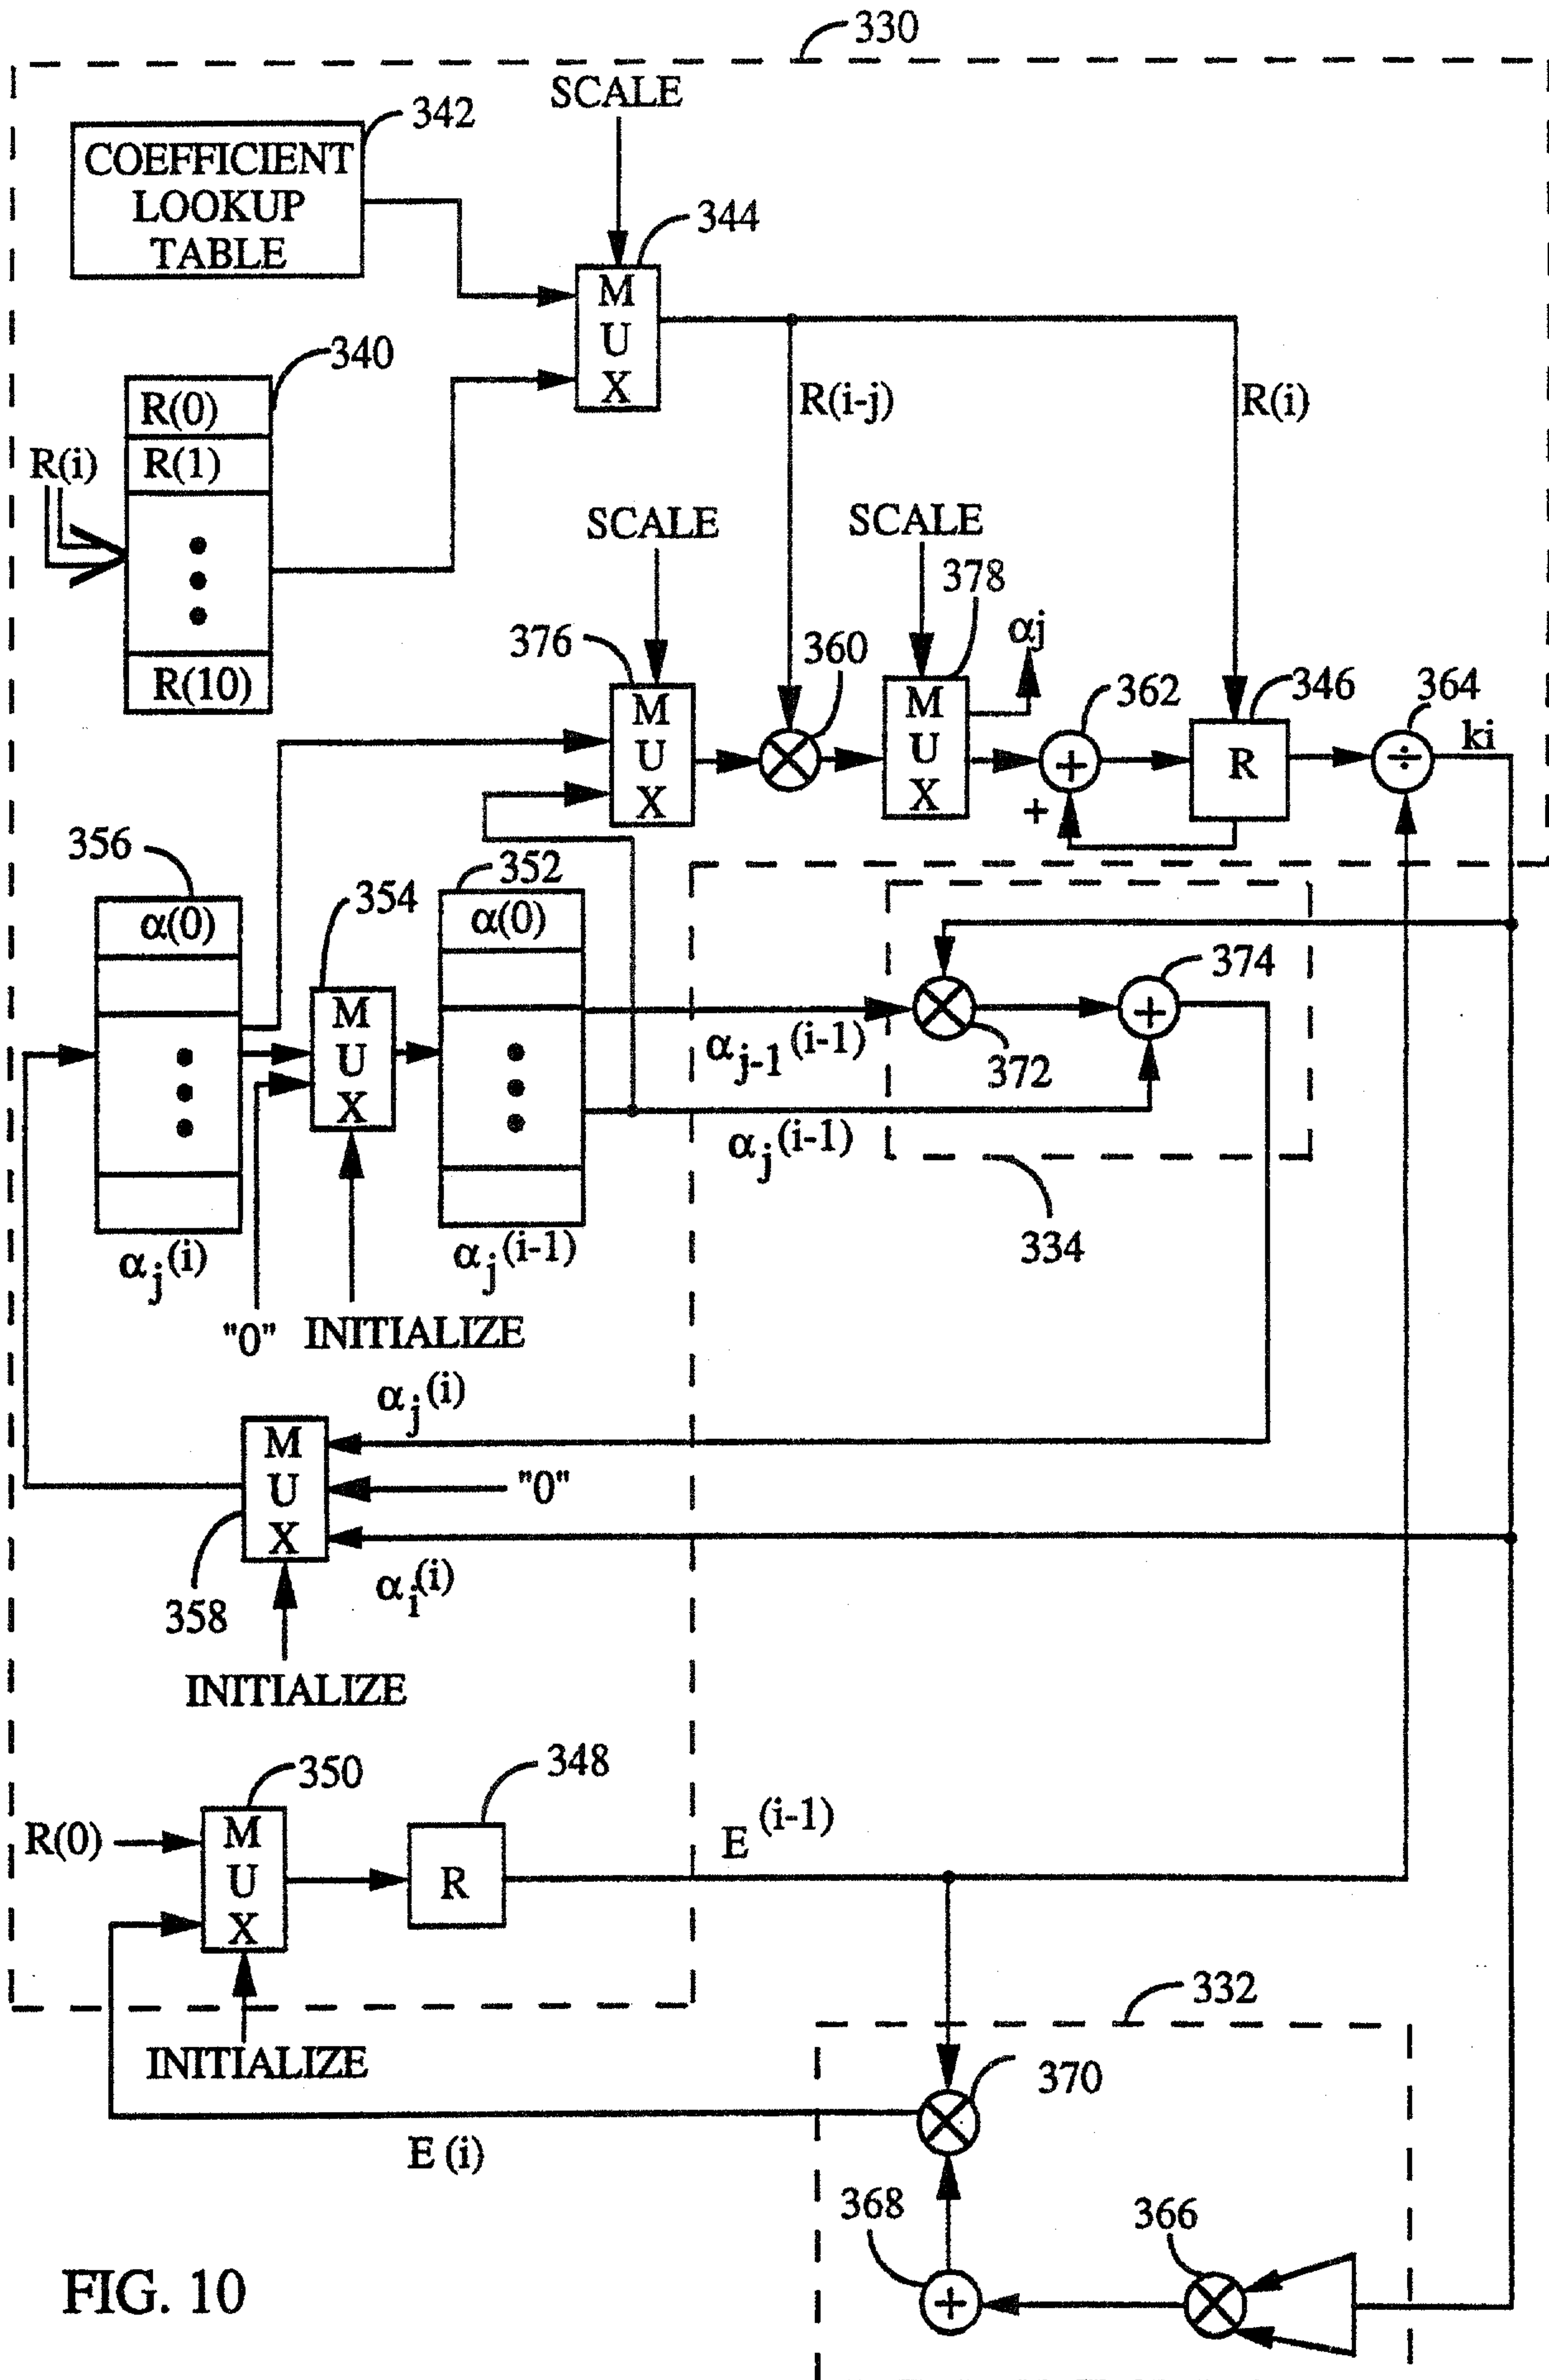 330
SCALE
342
COEFFICIENT
LOOKUP
TABLE
344
M
U
X
340
R(0)
R(1)
R(10)
R(i)
R(i-j)
R(i)
SCALE
SCALE
376
M
U
X
360
378
M
U
X
αj
362
+
+
346
R
364
÷
ki
356
α(0)
αj(i)
354
M
U
X
"0"
INITIALIZE
352
α(0)
αj(i-1)
αj-1(i-1)
αj(i-1)
372
374
+
334
αj(i)
M
U
X
"0"
αi(i)
358
INITIALIZE
350
R(0)
M
U
X
INITIALIZE
348
R
E(i-1)
332
370
E (i)
368
+
366
FIG. 10